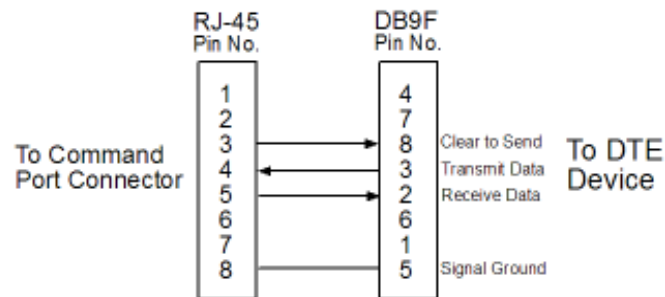 RJ-45 DB9F
Pin No. Pin No.
1 4
2 7
To Command 3 8 Clear to Send To DTE
Port Connector 4 3 Transmit Data Device
5 2 Receive Data
6 6
7 1
8 5 Signal Ground